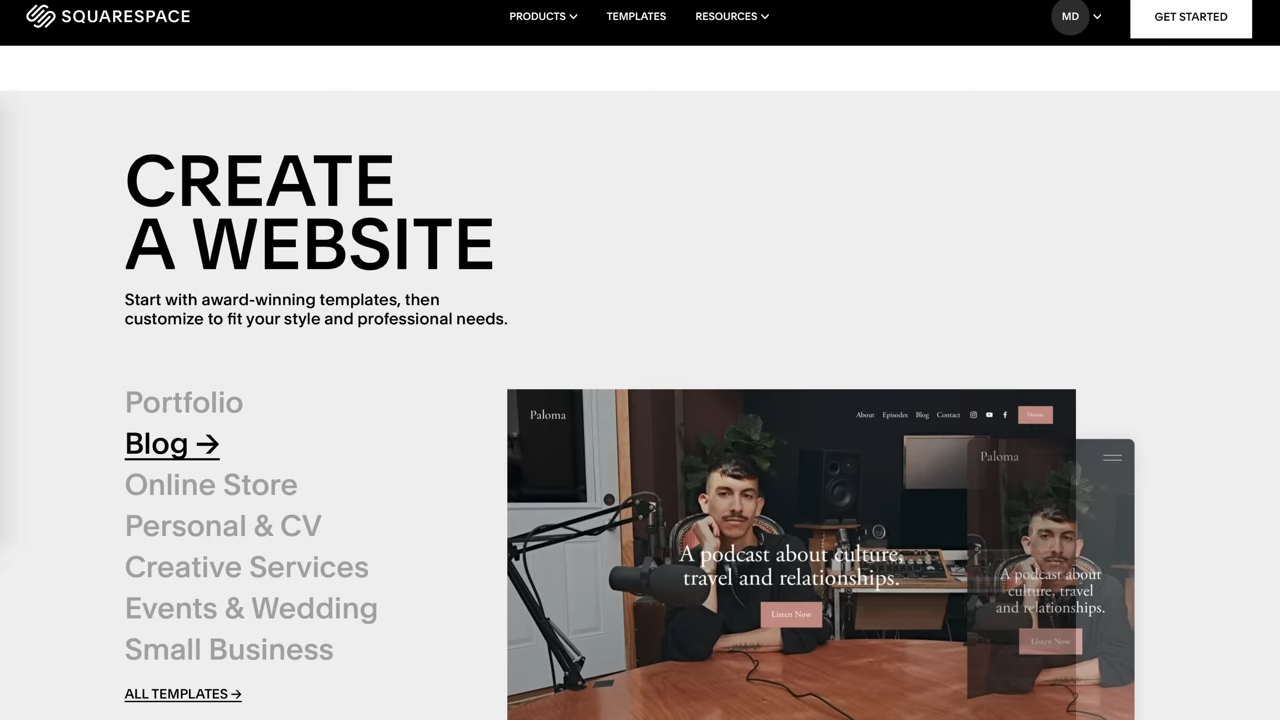 SQUARESPACE
PRODUCTS
TEMPLATES
RESOURCES
MD
GET STARTED
CREATE
A WEBSITE
Start with award-winning templates, then
customize to fit your style and professional needs.
Portfolio
Blog →
Online Store
Personal & CV
Creative Services
Events & Wedding
Small Business
ALL TEMPLATES →
Paloma
About Episodes Blog Contact
Donate
A podcast about culture,
travel and relationships.
Listen Now
Paloma
A podcast about
culture, travel
and relationships.
Listen Now